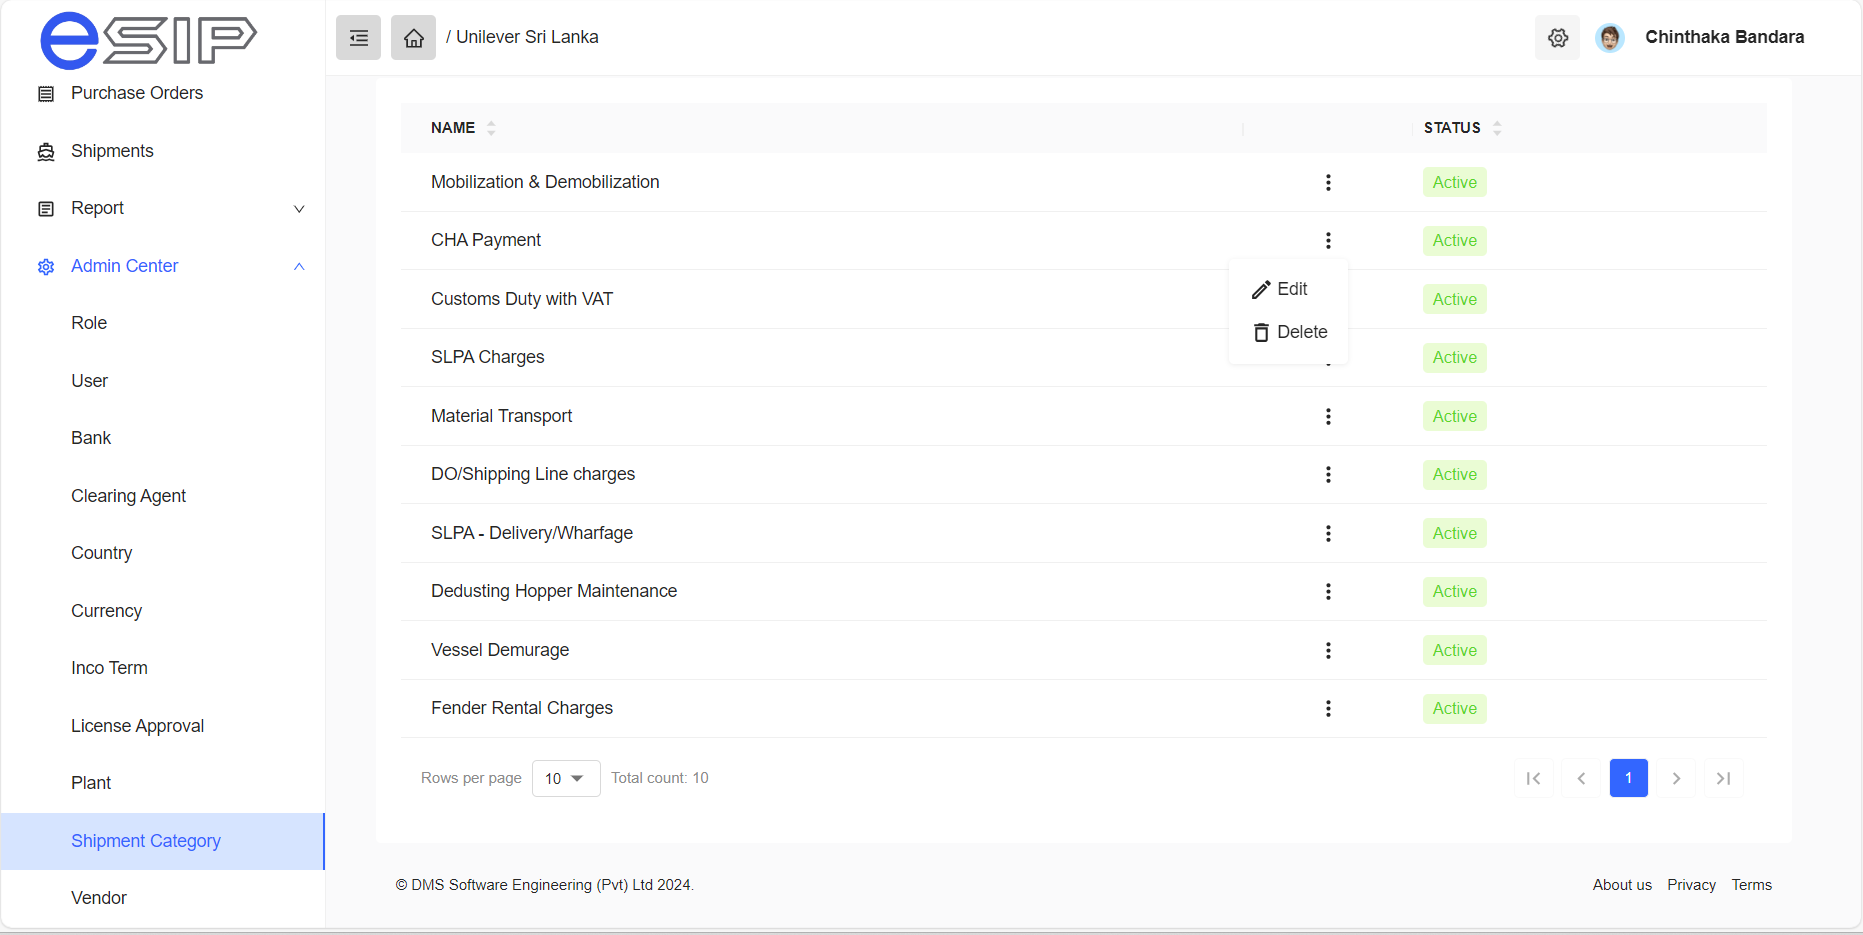 eSIP
/ Unilever Sri Lanka
Chinthaka Bandara
Purchase Orders
Shipments
Report
Admin Center
Role
User
Bank
Clearing Agent
Country
Currency
Inco Term
License Approval
Plant
Shipment Category
Vendor
NAME STATUS
Mobilization & Demobilization Active
CHA Payment Active
Edit
Delete
Customs Duty with VAT Active
SLPA Charges Active
Material Transport Active
DO/Shipping Line charges Active
SLPA - Delivery/Wharfage Active
Dedusting Hopper Maintenance Active
Vessel Demurage Active
Fender Rental Charges Active
Rows per page 10 Total count: 10 1
© DMS Software Engineering (Pvt) Ltd 2024. About us Privacy Terms